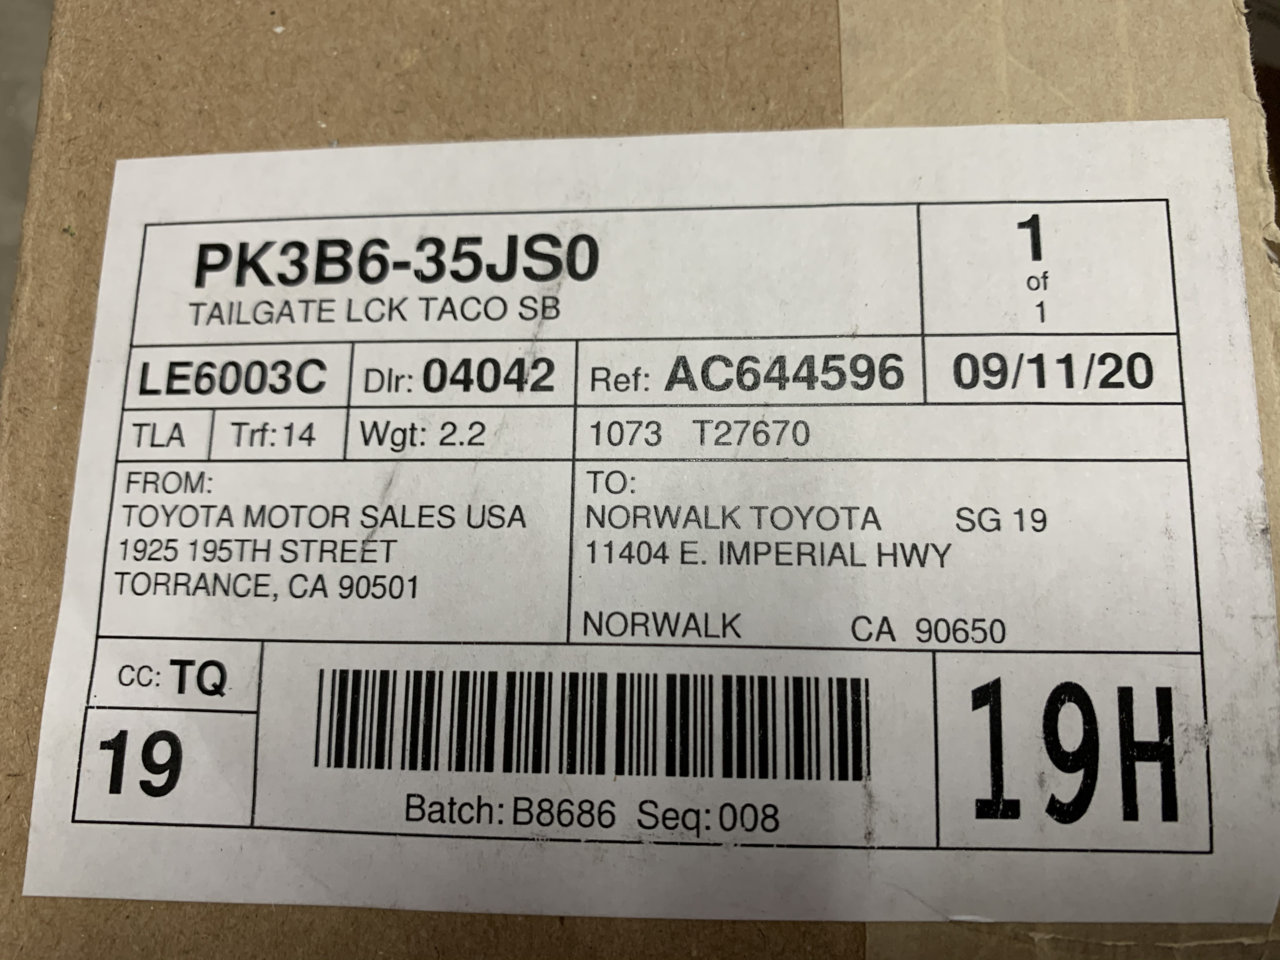 PK3B6-35JS0
TAILGATE LCK TACO SB
1
of
1
LE6003C
Dlr: 04042
Ref: AC644596
09/11/20
TLA
Trf: 14
Wgt: 2.2
1073 T27670
FROM:
TOYOTA MOTOR SALES USA
1925 195TH STREET
TORRANCE, CA 90501
TO:
NORWALK TOYOTA SG 19
11404 E. IMPERIAL HWY
NORWALK CA 90650
CC: TQ
19
Batch: B8686 Seq: 008
19H